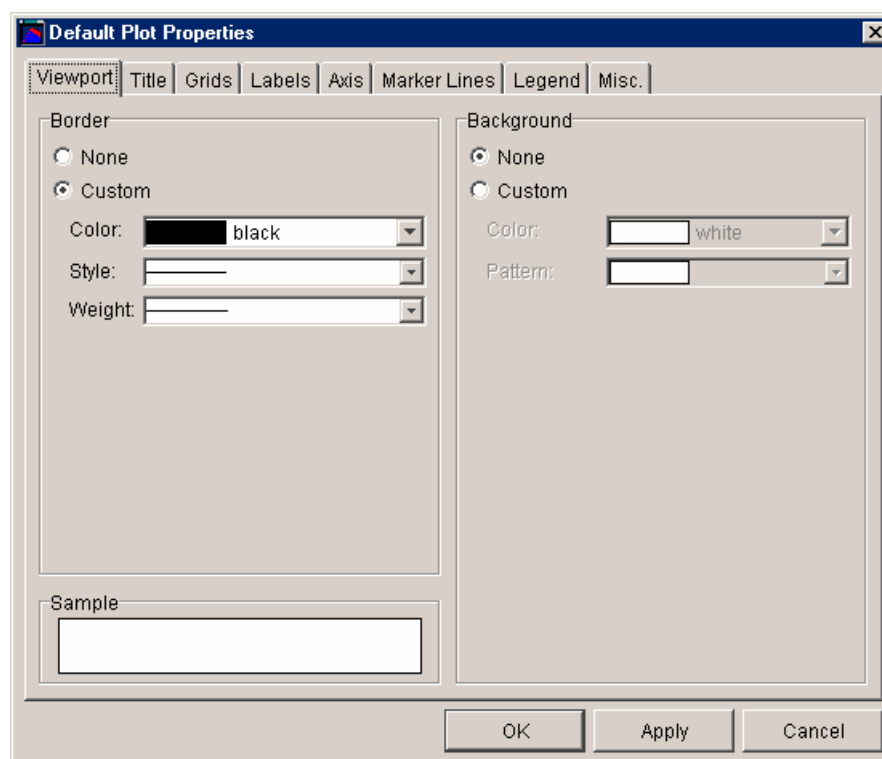 Default Plot Properties
Viewport Title Grids Labels Axis Marker Lines Legend Misc.
Border
None
Custom
Color: black
Style:
Weight:
Background
None
Custom
Color: white
Pattern:
Sample
OK Apply Cancel